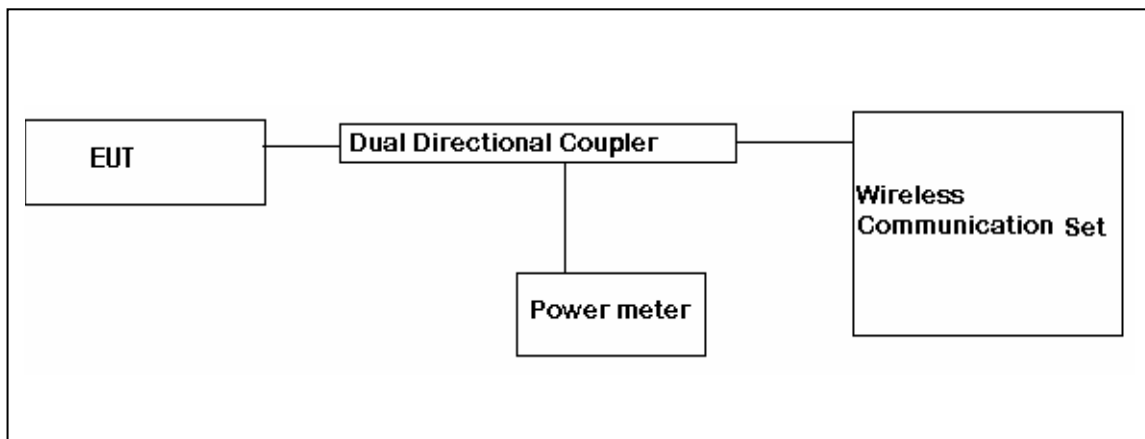 EUT
Dual Directional Coupler
Wireless
Communication Set
Power meter